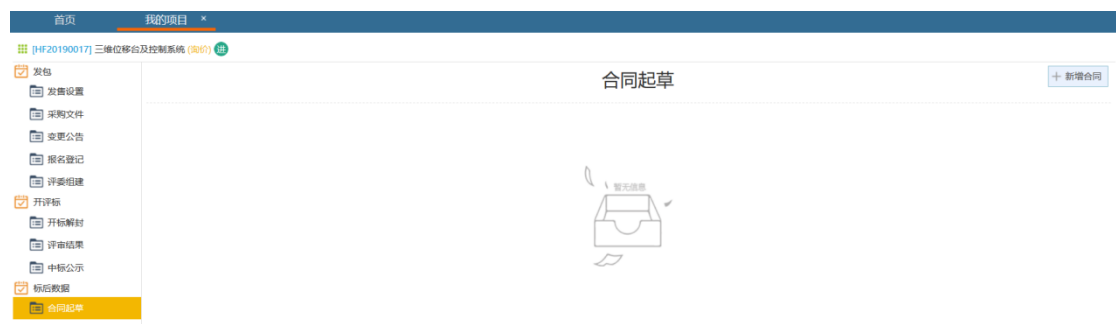 首页 我的项目 ×
[HF20190017] 三维位移台及控制系统 (询价) 进
发包
发售设置
采购文件
变更公告
报名登记
评委组建
开评标
开标解封
评审结果
中标公示
标后数据
合同起草
合同起草
+ 新增合同
暂无信息